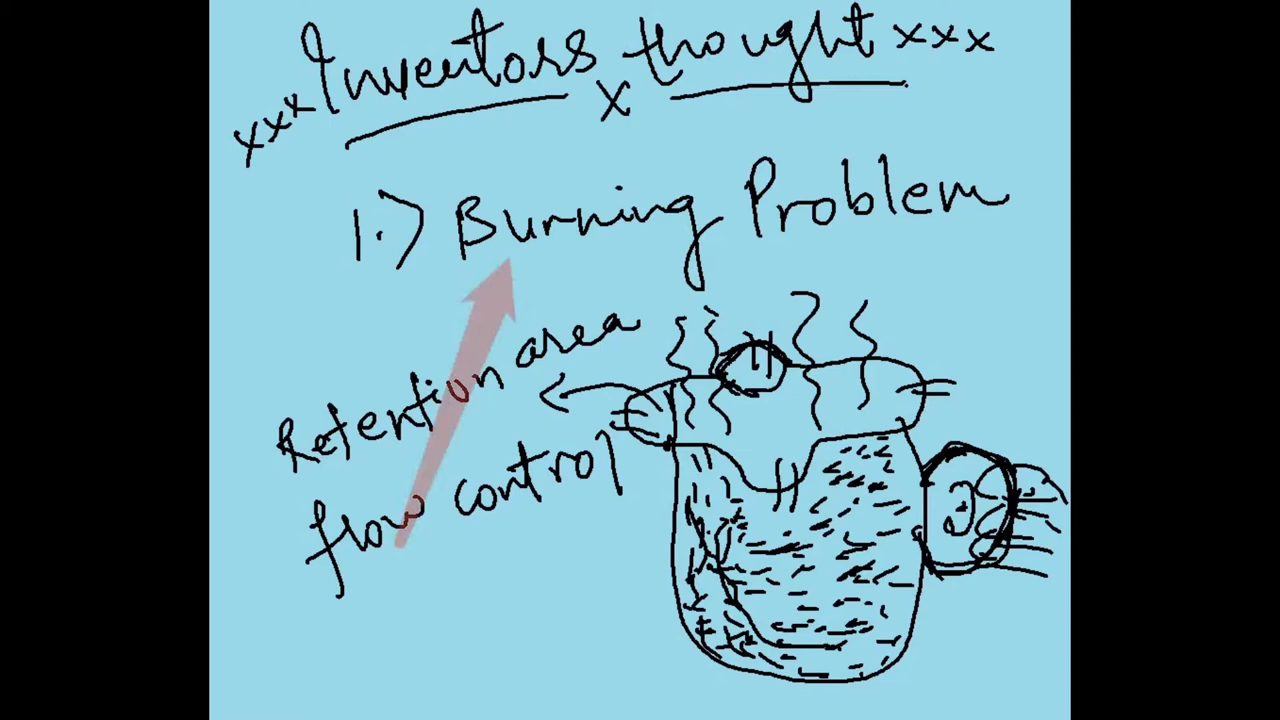 xxx Inventors thought xxx
x
1.) Burning Problem
Retention area
flow control